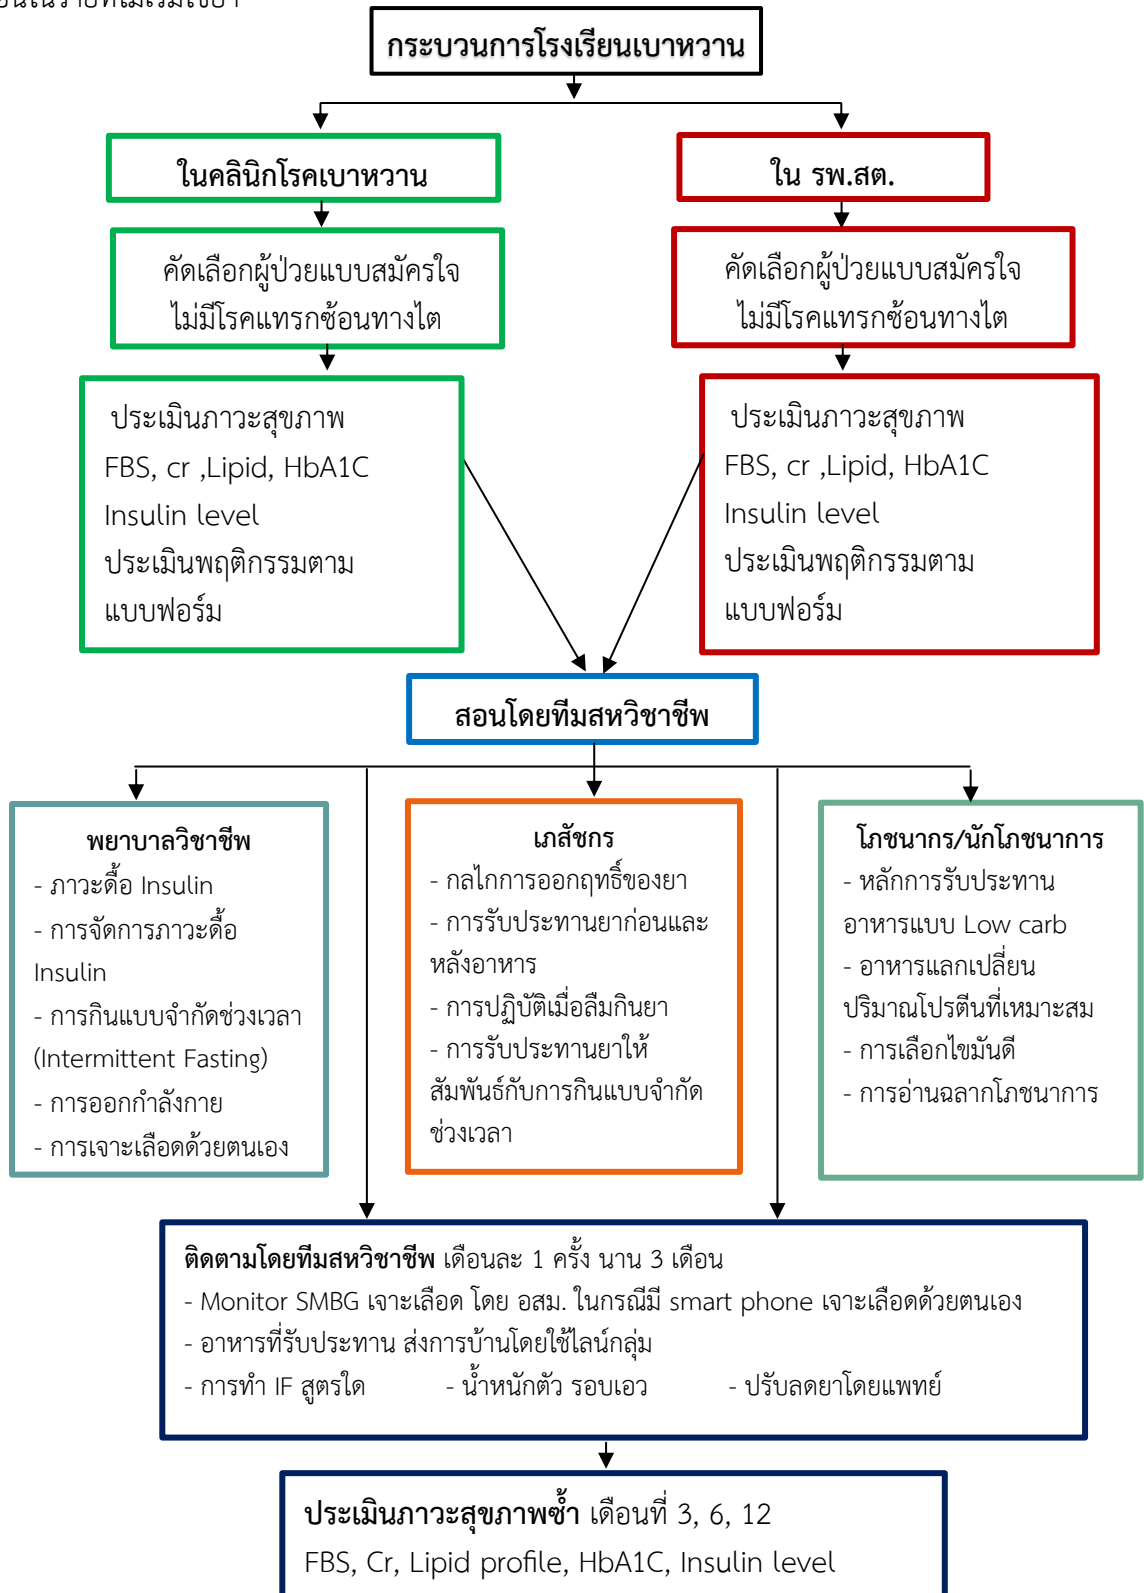 กระบวนการโรงเรียนเบาหวาน
ในคลินิกโรคเบาหวาน
ใน รพ.สต.
คัดเลือกผู้ป่วยแบบสมัครใจ
ไม่มีโรคแทรกซ้อนทางไต
คัดเลือกผู้ป่วยแบบสมัครใจ
ไม่มีโรคแทรกซ้อนทางไต
ประเมินภาวะสุขภาพ
FBS, cr ,Lipid, HbA1C
Insulin level
ประเมินพฤติกรรมตาม
แบบฟอร์ม
ประเมินภาวะสุขภาพ
FBS, cr ,Lipid, HbA1C
Insulin level
ประเมินพฤติกรรมตาม
แบบฟอร์ม
สอนโดยทีมสหวิชาชีพ
พยาบาลวิชาชีพ
- ภาวะดื้อ Insulin
- การจัดการภาวะดื้อ
Insulin
- การกินแบบจำกัดช่วงเวลา
(Intermittent Fasting)
- การออกกำลังกาย
- การเจาะเลือดด้วยตนเอง
เภสัชกร
- กลไกการออกฤทธิ์ของยา
- การรับประทานยาก่อนและ
หลังอาหาร
- การปฏิบัติเมื่อลืมกินยา
- การรับประทานยาให้
สัมพันธ์กับการกินแบบจำกัด
ช่วงเวลา
โภชนากร/นักโภชนาการ
- หลักการรับประทาน
อาหารแบบ Low carb
- อาหารแลกเปลี่ยน
ปริมาณโปรตีนที่เหมาะสม
- การเลือกไขมันดี
- การอ่านฉลากโภชนาการ
ติดตามโดยทีมสหวิชาชีพ เดือนละ 1 ครั้ง นาน 3 เดือน
- Monitor SMBG เจาะเลือด โดย อสม. ในกรณีมี smart phone เจาะเลือดด้วยตนเอง
- อาหารที่รับประทาน ส่งการบ้านโดยใช้ไลน์กลุ่ม
- การทำ IF สูตรใด - น้ำหนักตัว รอบเอว - ปรับลดยาโดยแพทย์
ประเมินภาวะสุขภาพซ้ำ เดือนที่ 3, 6, 12
FBS, Cr, Lipid profile, HbA1C, Insulin level